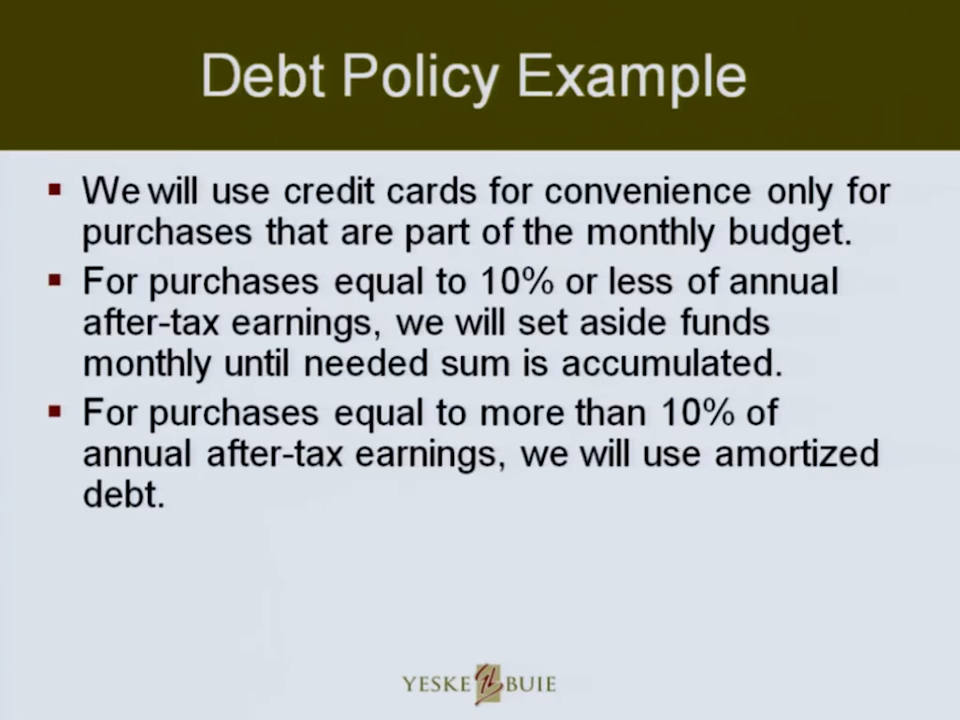 Debt Policy Example
▪ We will use credit cards for convenience only for
purchases that are part of the monthly budget.
▪ For purchases equal to 10% or less of annual
after-tax earnings, we will set aside funds
monthly until needed sum is accumulated.
▪ For purchases equal to more than 10% of
annual after-tax earnings, we will use amortized
debt.
YESKE BUIE